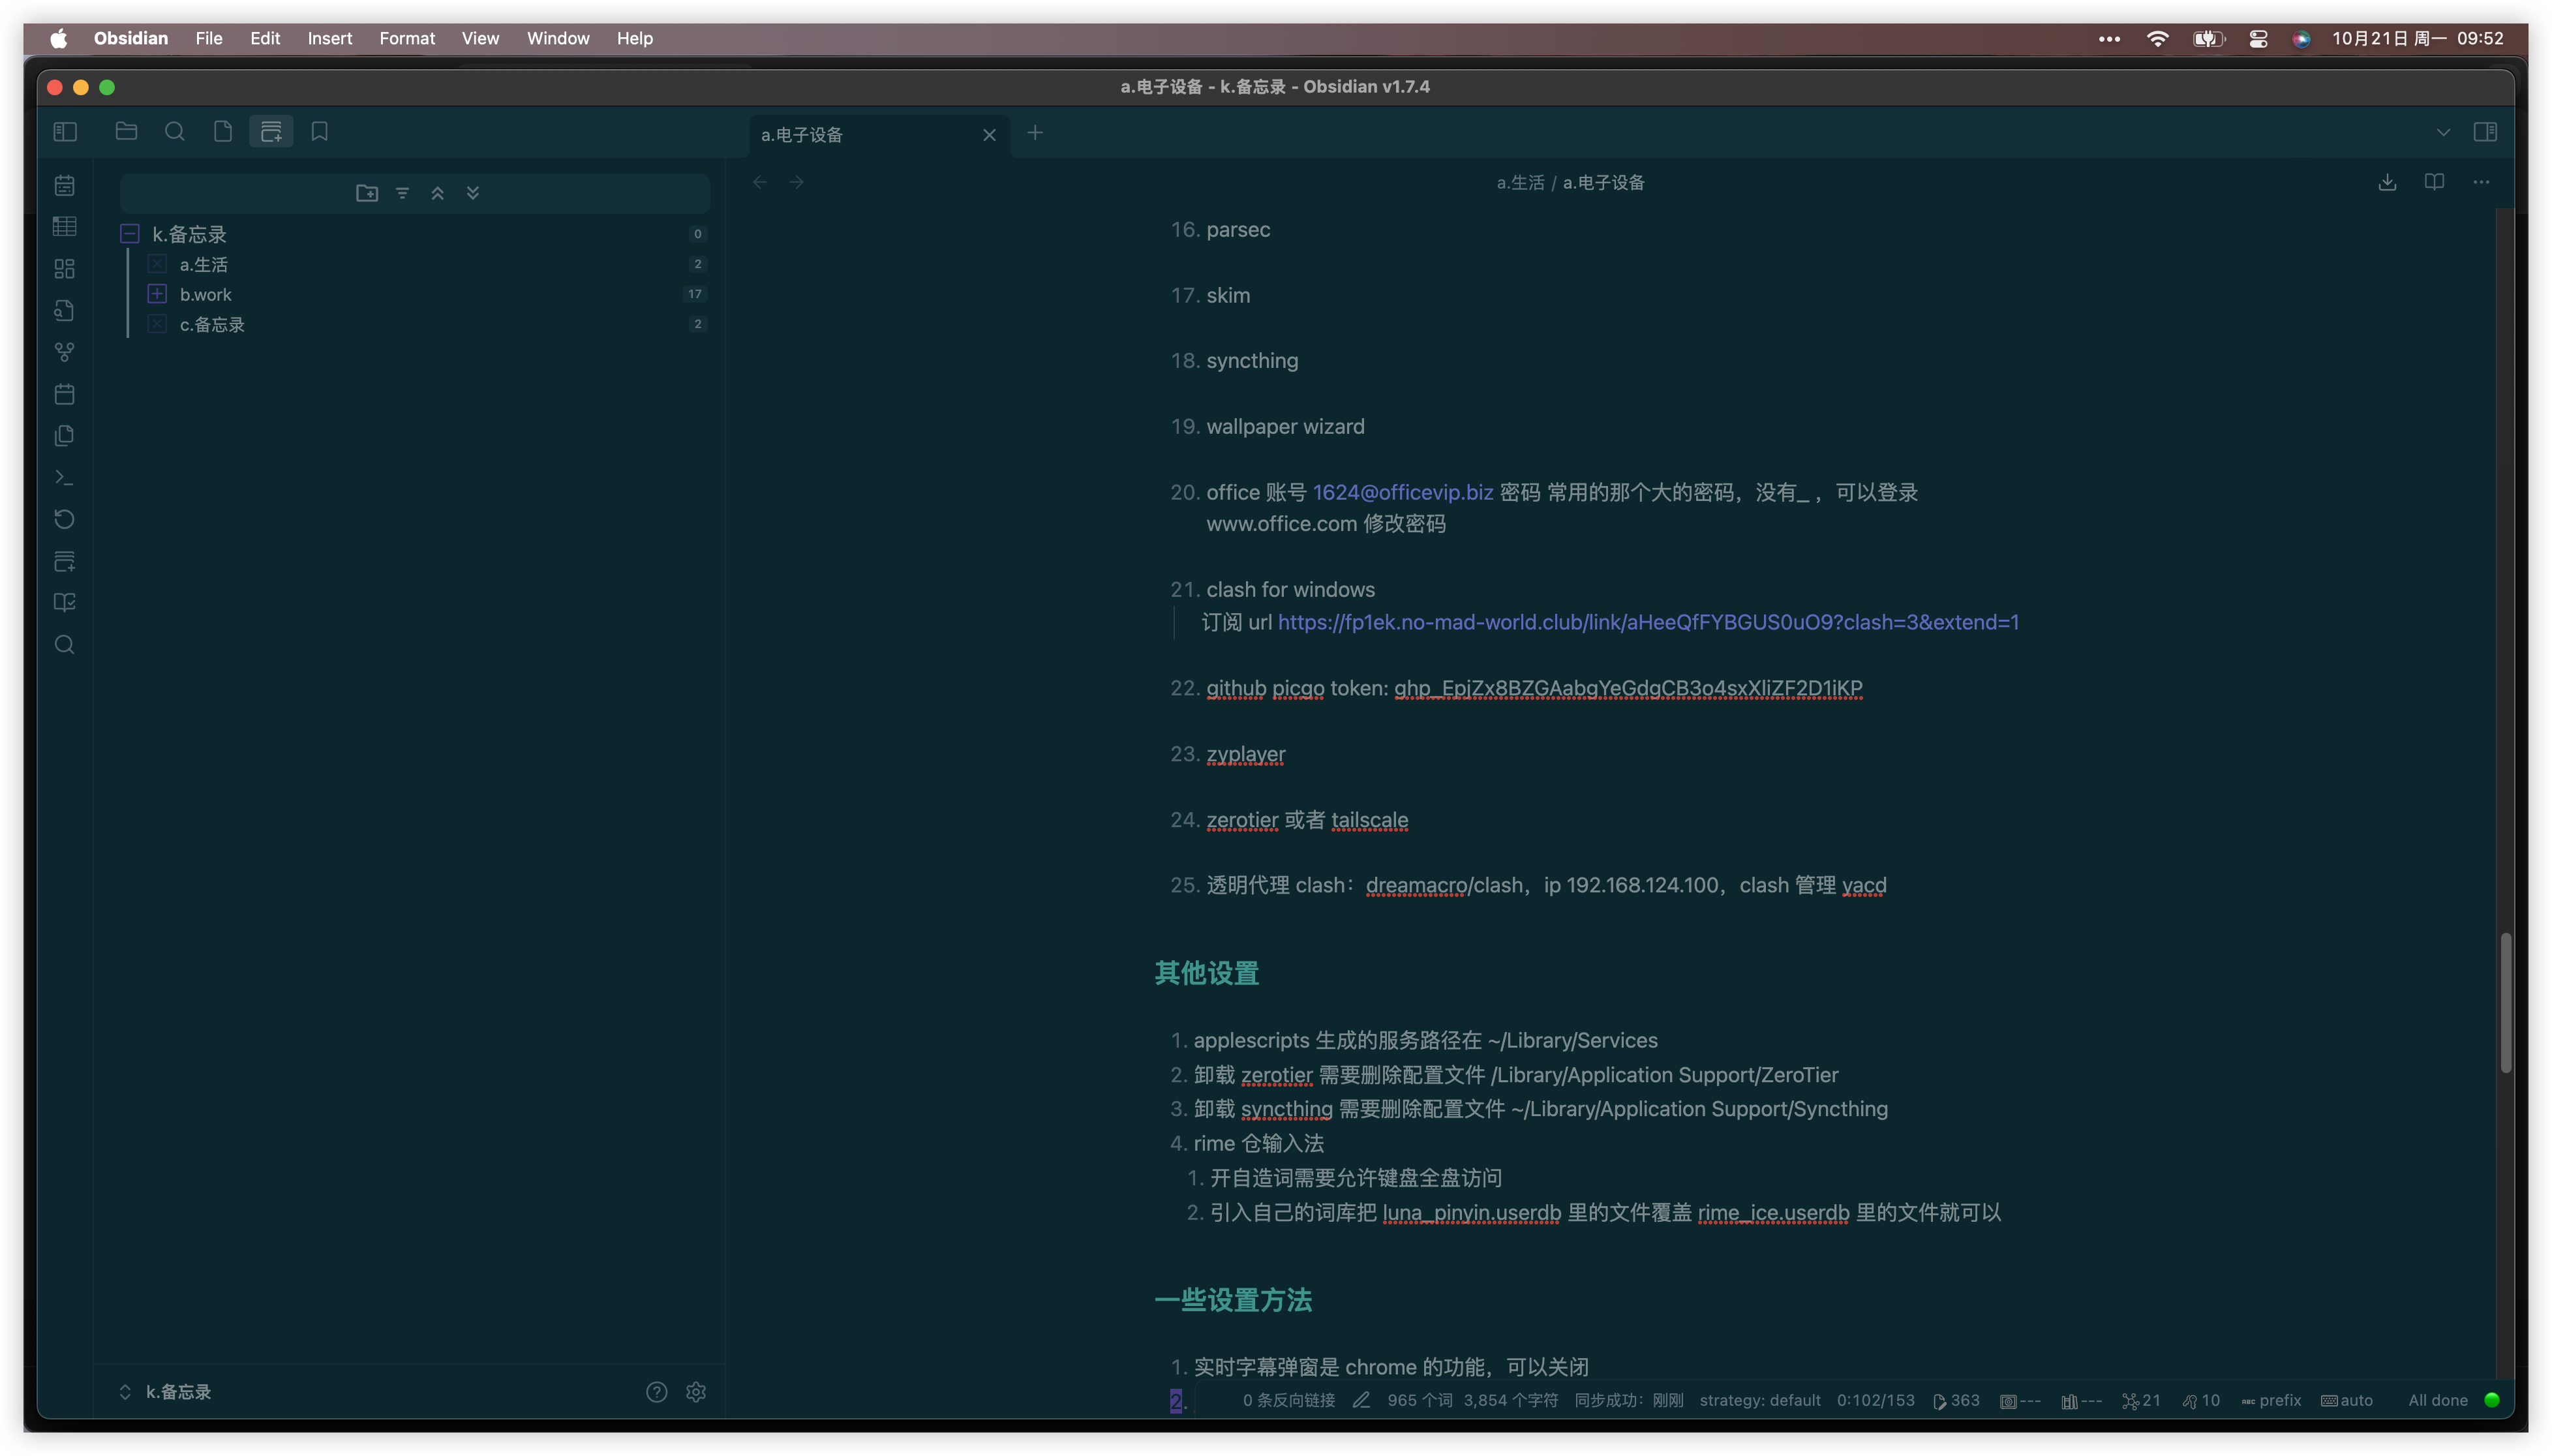 Obsidian File Edit Insert Format View Window Help 10月21日 周一 09:52
a.电子设备 - k.备忘录 - Obsidian v1.7.4
a.电子设备
a.生活 / a.电子设备
k.备忘录 0
a.生活 2
b.work 17
c.备忘录 2
16. parsec
17. skim
18. syncthing
19. wallpaper wizard
20. office 账号 1624@officevip.biz 密码 常用的那个大的密码，没有_ ，可以登录
www.office.com 修改密码
21. clash for windows
订阅 url https://fp1ek.no-mad-world.club/link/aHeeQfFYBGUS0uO9?clash=3&extend=1
22. github picgo token: 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
23. zyplayer
24. zerotier 或者 tailscale
25. 透明代理 clash：dreamacro/clash，ip 192.168.124.100，clash 管理 yacd
其他设置
1. applescripts 生成的服务路径在 ~/Library/Services
2. 卸载 zerotier 需要删除配置文件 /Library/Application Support/ZeroTier
3. 卸载 syncthing 需要删除配置文件 ~/Library/Application Support/Syncthing
4. rime 仓输入法
1. 开自造词需要允许键盘全盘访问
2. 引入自己的词库把 luna_pinyin.userdb 里的文件覆盖 rime_ice.userdb 里的文件就可以
一些设置方法
1. 实时字幕弹窗是 chrome 的功能，可以关闭
2.
k.备忘录
0 条反向链接 965 个词 3,854 个字符 同步成功：刚刚 strategy: default 0:102/153 363 --- --- 21 10 ABC prefix auto All done